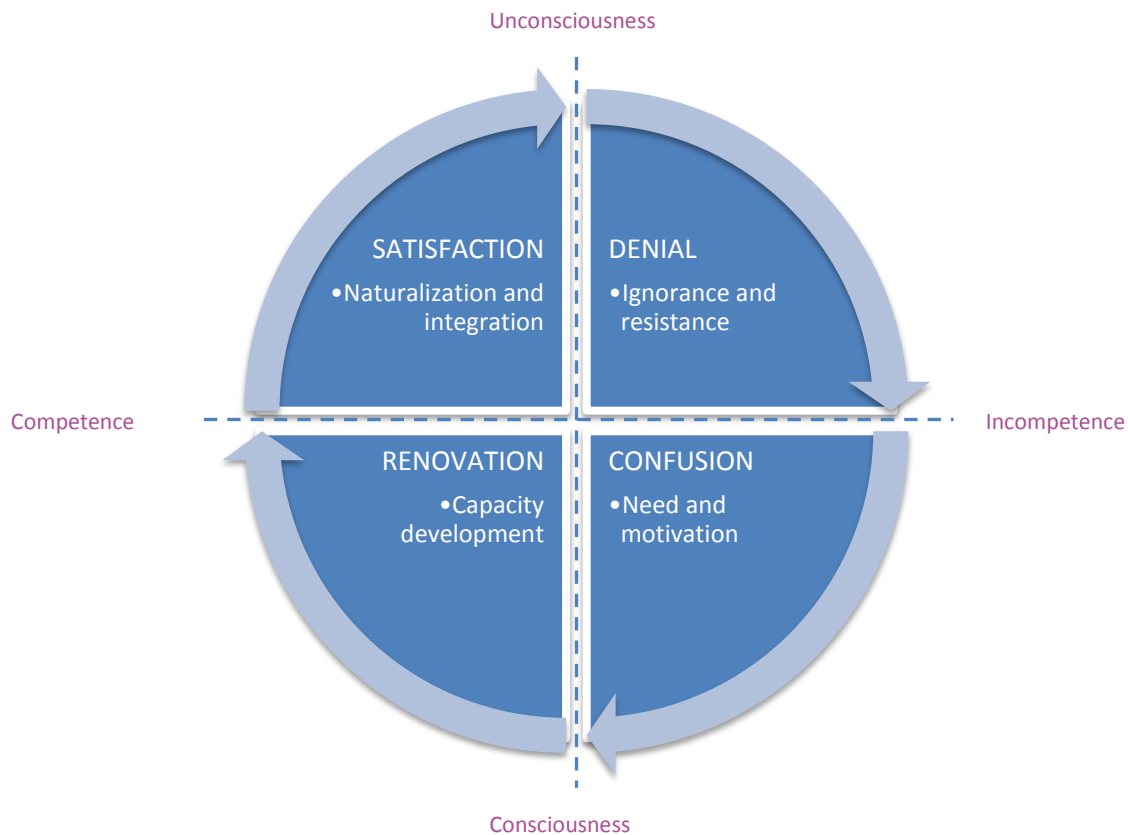 Unconsciousness
SATISFACTION
•Naturalization and
integration
DENIAL
•Ignorance and
resistance
Competence
Incompetence
RENOVATION
•Capacity
development
CONFUSION
•Need and
motivation
Consciousness